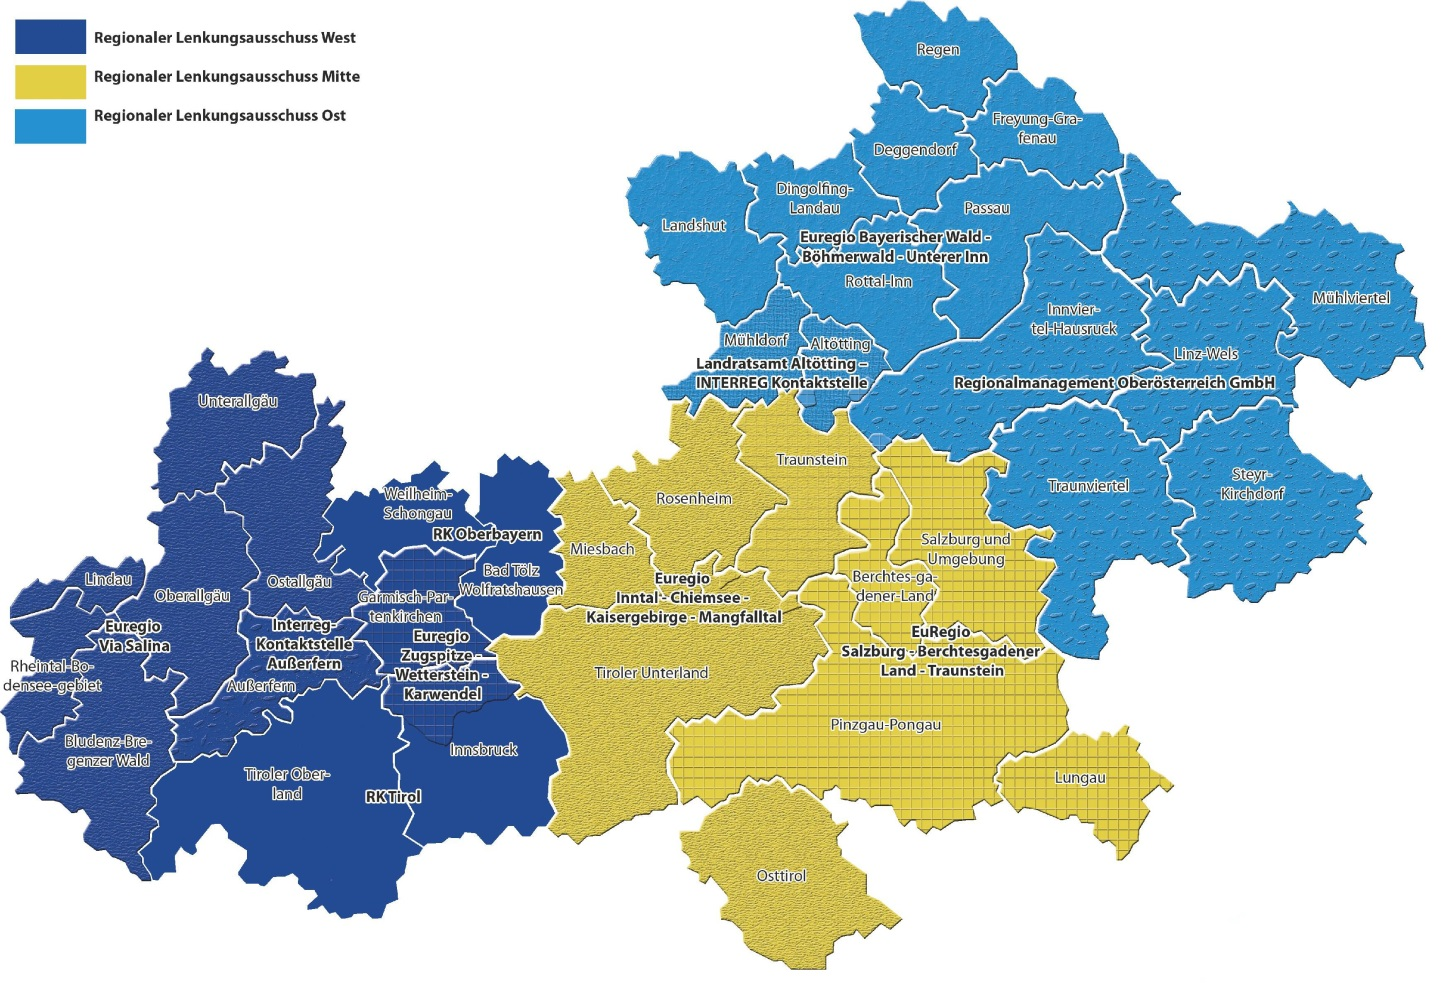 Regionaler Lenkungsausschuss West
Regionaler Lenkungsausschuss Mitte
Regionaler Lenkungsausschuss Ost
Regen
Freyung-Gra-
fenau
Deggendorf
Dingolfing-
Landau
Passau
Landshut
Euregio Bayerischer Wald -
Böhmerwald - Unterer Inn
Rottal-Inn
Mühlviertel
Innvier-
tel-Hausruck
Mühldorf
Altötting
Linz-Wels
Landratsamt Altötting –
INTERREG Kontaktstelle
Regionalmanagement Oberösterreich GmbH
Unterallgäu
Traunstein
Traunviertel
Steyr-
Kirchdorf
Weilheim-
Schongau
Rosenheim
RK Oberbayern
Miesbach
Salzburg und
Umgebung
Lindau
Oberallgäu
Ostallgäu
Bad Tölz
Wolfratshausen
Garmisch-Par-
tenkirchen
Euregio
Inntal - Chiemsee -
Kaisergebirge - Mangfalltal
Berchtes-ga-
dener-Land
Euregio
Via Salina
Interreg-
Kontaktstelle
Außerfern
Euregio
Zugspitze -
Wetterstein -
Karwendel
EuRegio
Salzburg - Berchtesgadener
Land - Traunstein
Rheintal-Bo-
densee-gebiet
Außerfern
Tiroler Unterland
Bludenz-Bre-
genzer Wald
Innsbruck
Pinzgau-Pongau
Tiroler Ober-
land
RK Tirol
Lungau
Osttirol